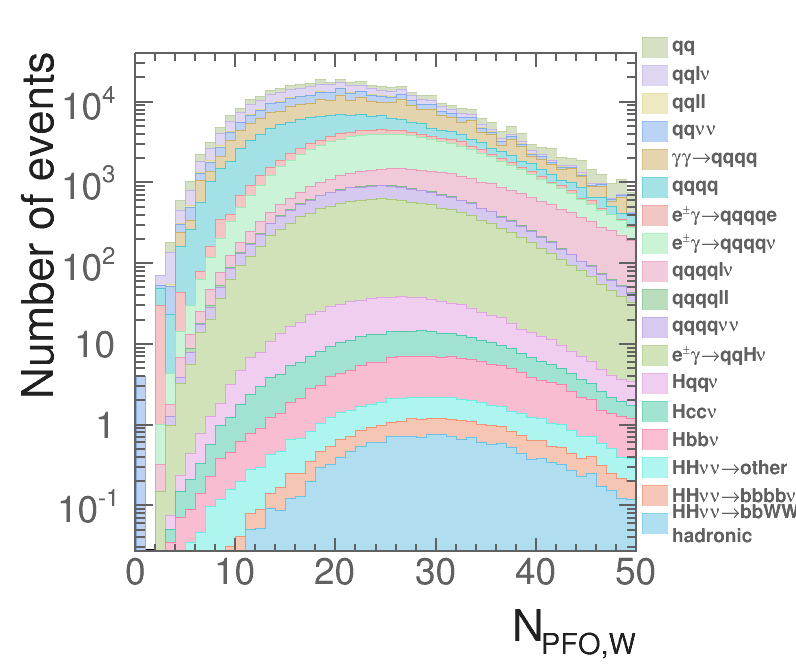 Number of events
10⁴
10³
10²
10
1
10⁻¹
0 10 20 30 40 50
N_PFO,W
qq
qqlν
qqll
qqνν
γγ→qqqq
qqqq
e±γ→qqqqe
e±γ→qqqqν
qqqqlν
qqqqll
qqqqνν
e±γ→qqHν
Hqqν
Hccν
Hbbν
HHνν→other
HHνν→bbbbν
HHνν→bbWW
hadronic